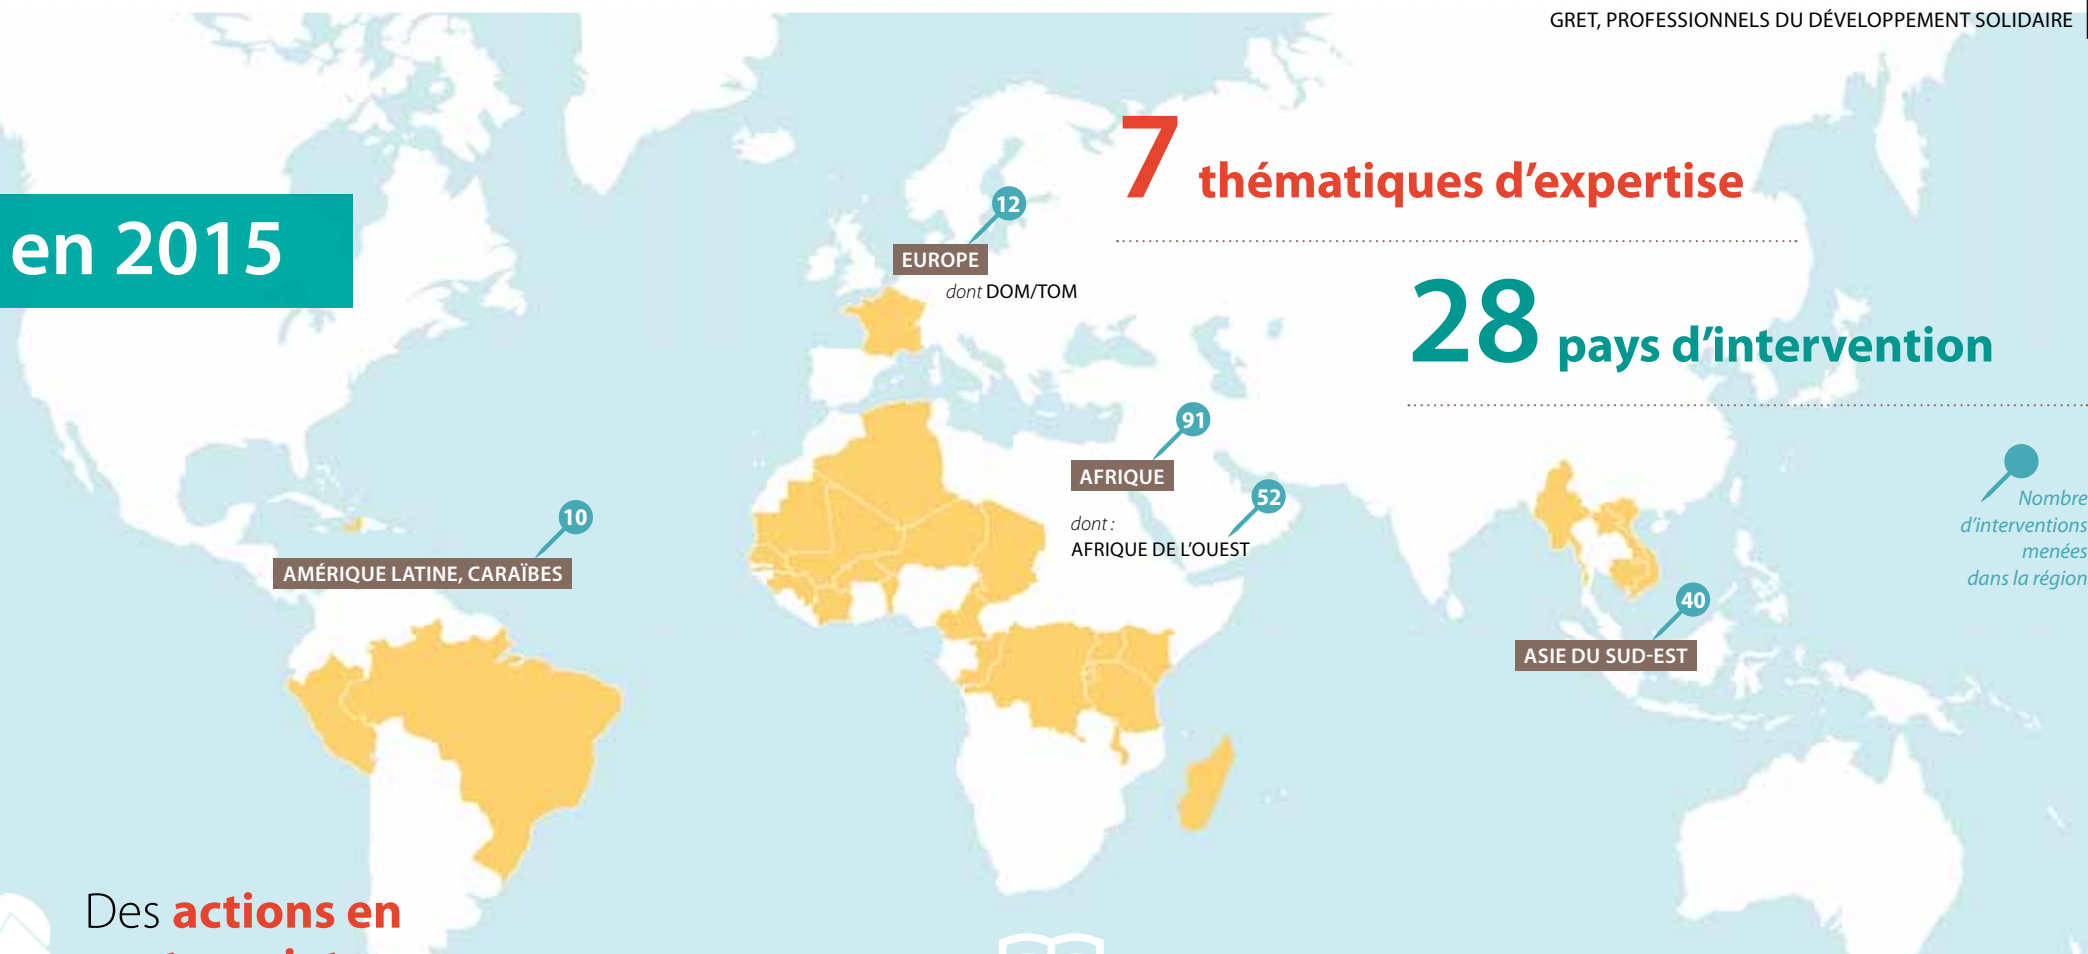 GRET, PROFESSIONNELS DU DÉVELOPPEMENT SOLIDAIRE
en 2015
7 thématiques d’expertise
28 pays d’intervention
12
EUROPE
dont DOM/TOM
91
AFRIQUE
52
dont :
AFRIQUE DE L’OUEST
10
AMÉRIQUE LATINE, CARAÏBES
40
ASIE DU SUD-EST
Nombre
d’interventions
menées
dans la région
Des actions en